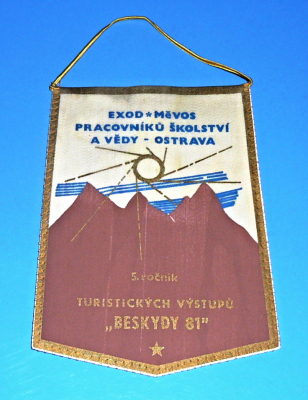 EXOD★MěVOS
PRACOVNÍKŮ ŠKOLSTVÍ
A VĚDY - OSTRAVA
5. ročník
TURISTICKÝCH VÝSTUPŮ
„BESKYDY 81"